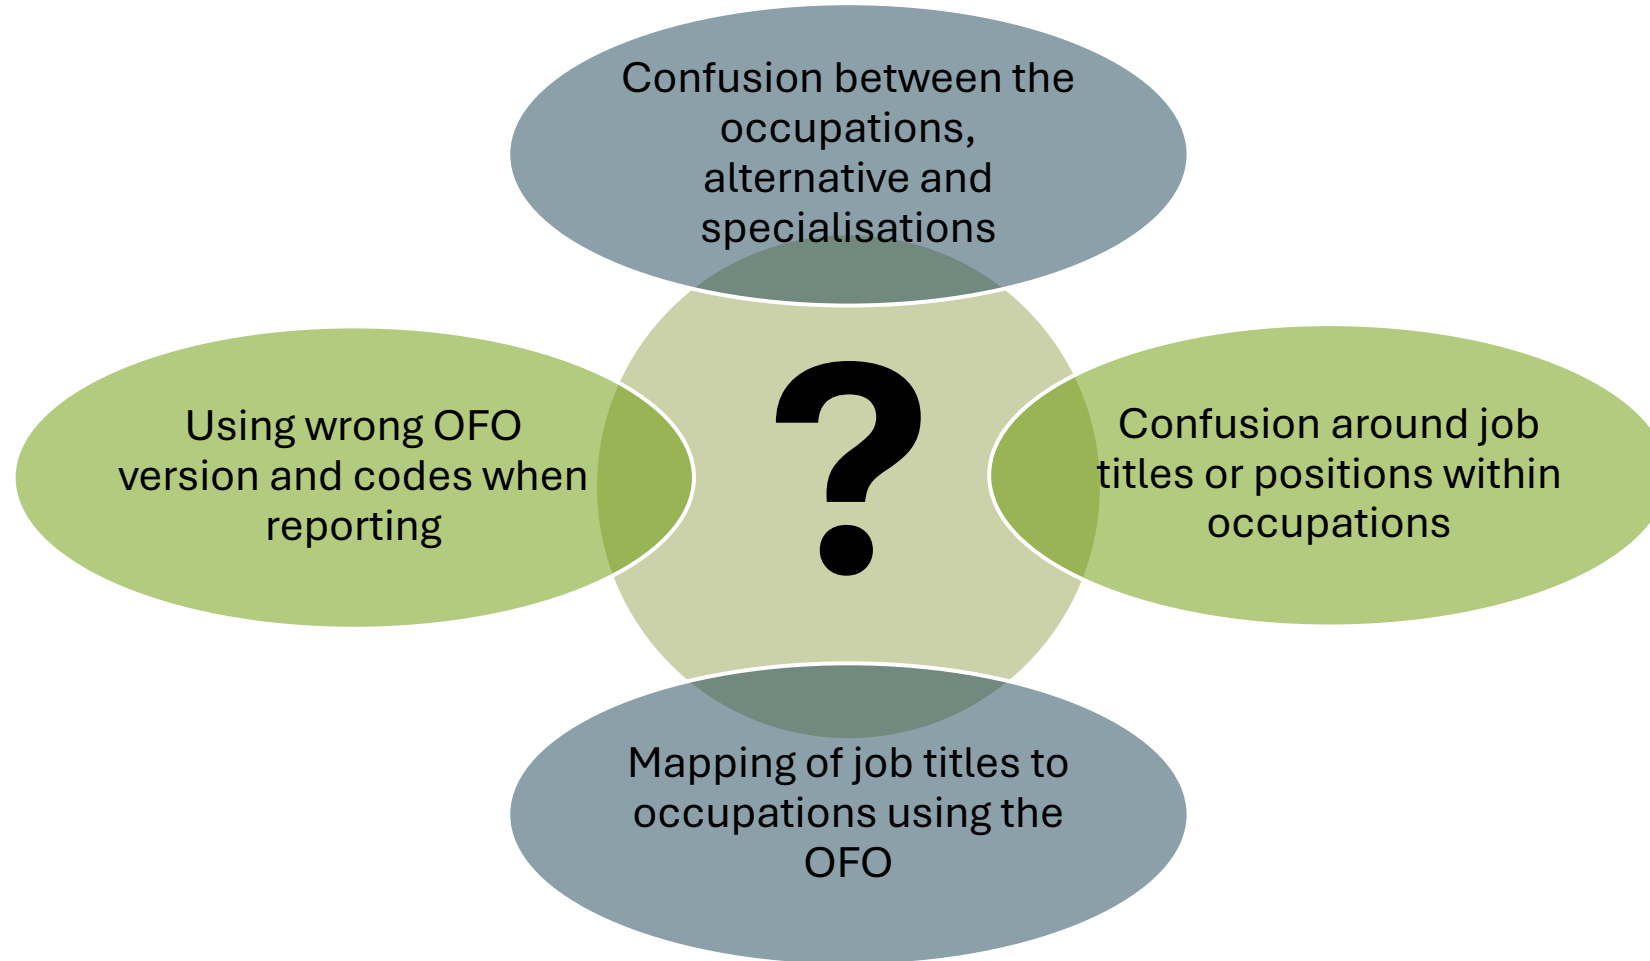 Confusion between the
occupations,
alternative and
specialisations
Using wrong OFO
version and codes when
reporting
?
Confusion around job
titles or positions within
occupations
Mapping of job titles to
occupations using the
OFO